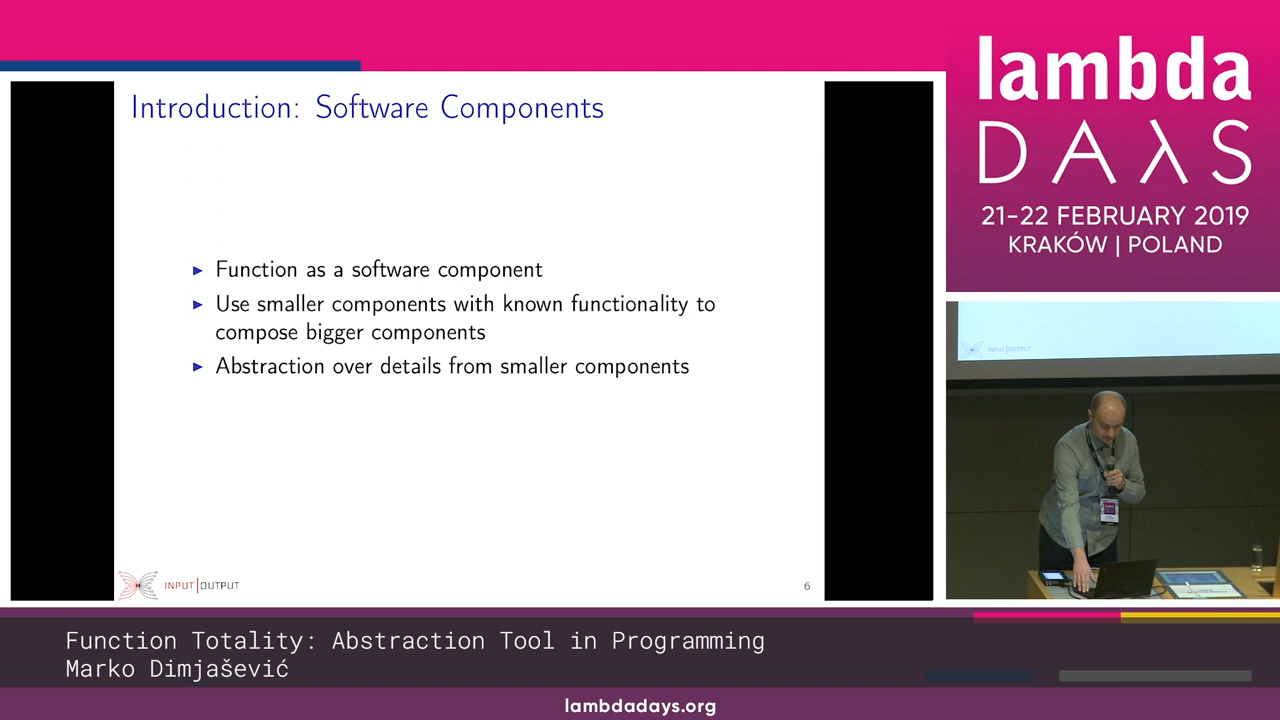 Introduction: Software Components
▶ Function as a software component
▶ Use smaller components with known functionality to
compose bigger components
▶ Abstraction over details from smaller components
INPUT|OUTPUT
6
lambda
DAλS
21-22 FEBRUARY 2019
KRAKÓW | POLAND
INPUT|OUTPUT
Function Totality: Abstraction Tool in Programming
Marko Dimjašević
lambdadays.org